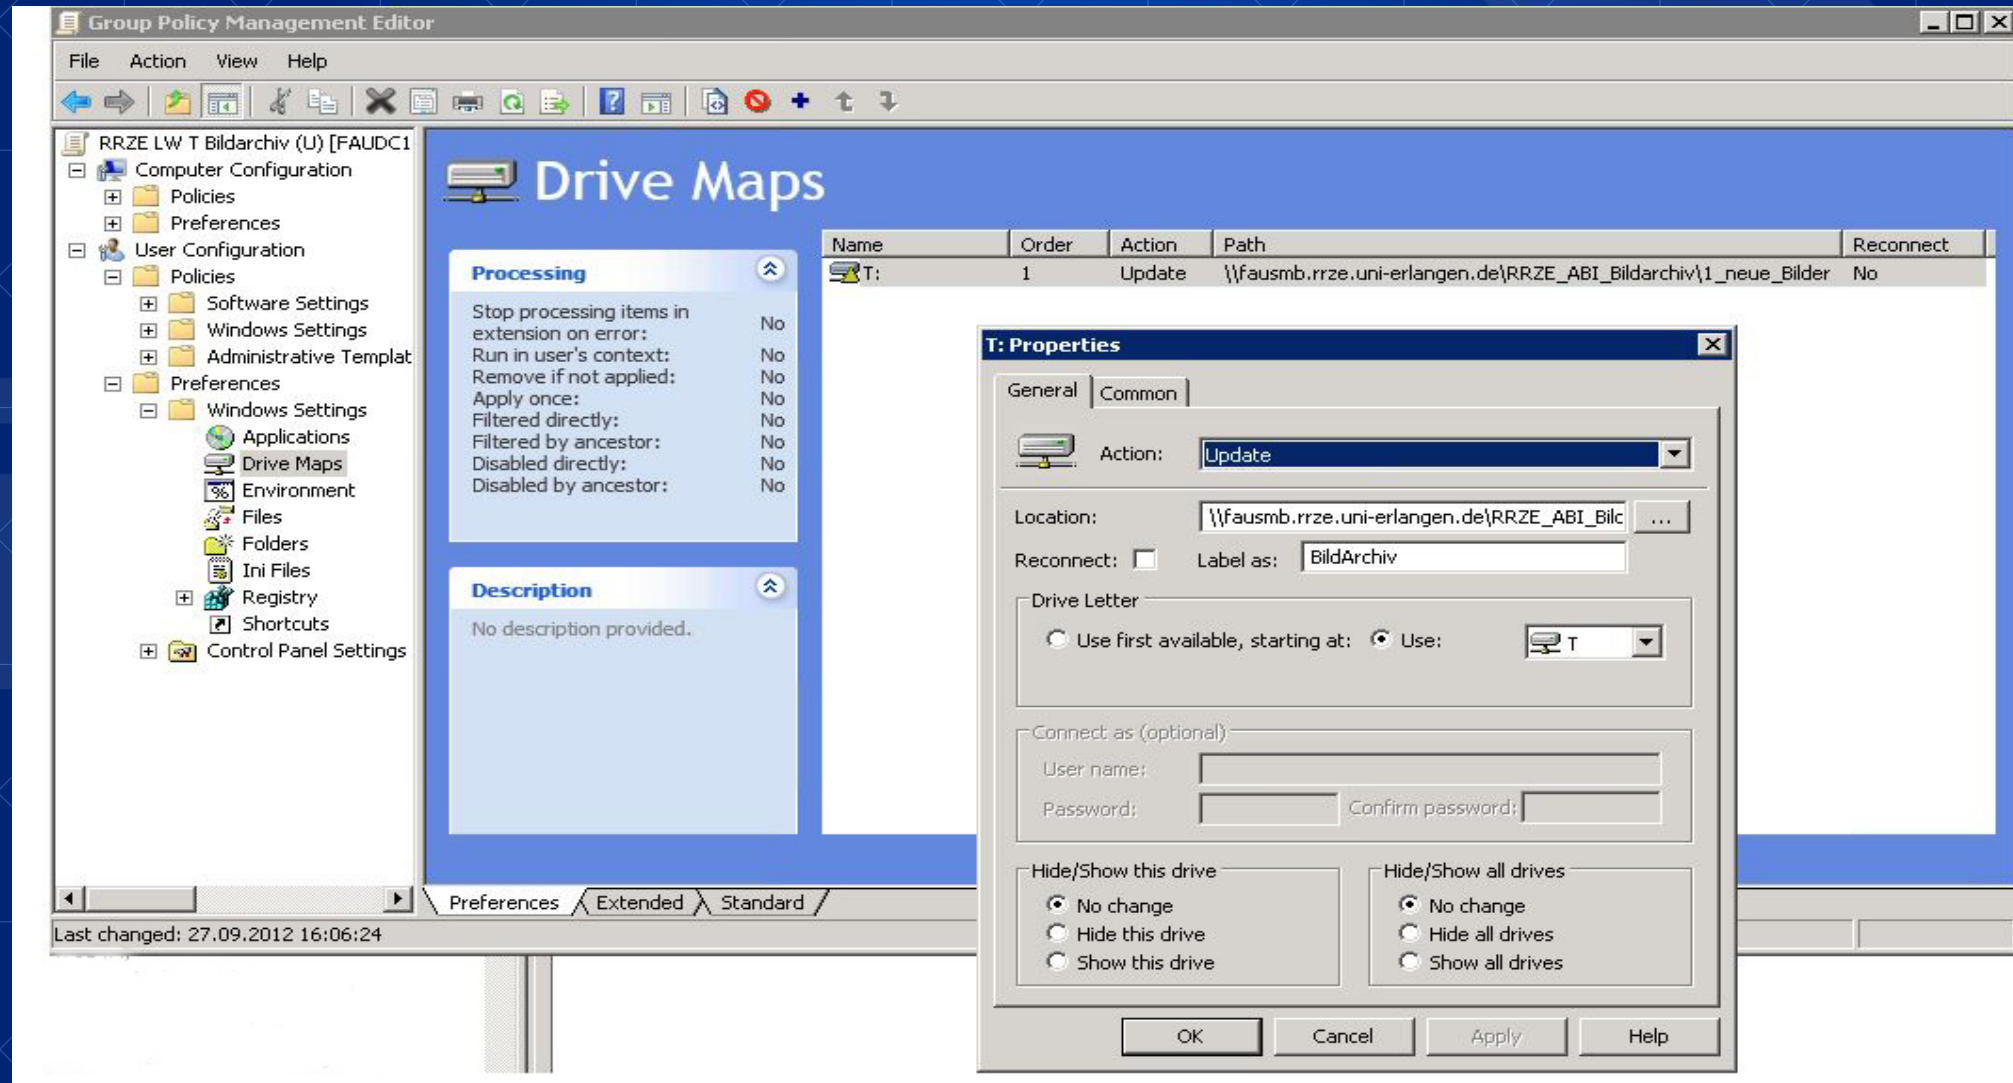 Group Policy Management Editor
File Action View Help
RRZE LW T Bildarchiv (U) [FAUDC1
Computer Configuration
Policies
Preferences
User Configuration
Policies
Software Settings
Windows Settings
Administrative Templat
Preferences
Windows Settings
Applications
Drive Maps
Environment
Files
Folders
Ini Files
Registry
Shortcuts
Control Panel Settings
Drive Maps
Processing
Stop processing items in
extension on error: No
Run in user's context: No
Remove if not applied: No
Apply once: No
Filtered directly: No
Filtered by ancestor: No
Disabled directly: No
Disabled by ancestor: No
Description
No description provided.
Name Order Action Path Reconnect
T: 1 Update \\fausmb.rrze.uni-erlangen.de\RRZE_ABI_Bildarchiv\1_neue_Bilder No
T: Properties
General Common
Action: Update
Location: \\fausmb.rrze.uni-erlangen.de\RRZE_ABI_Bilc ...
Reconnect: Label as: BildArchiv
Drive Letter
Use first available, starting at: Use: T
Connect as (optional)
User name:
Password: Confirm password:
Hide/Show this drive
No change
Hide this drive
Show this drive
Hide/Show all drives
No change
Hide all drives
Show all drives
OK Cancel Apply Help
Preferences Extended Standard
Last changed: 27.09.2012 16:06:24